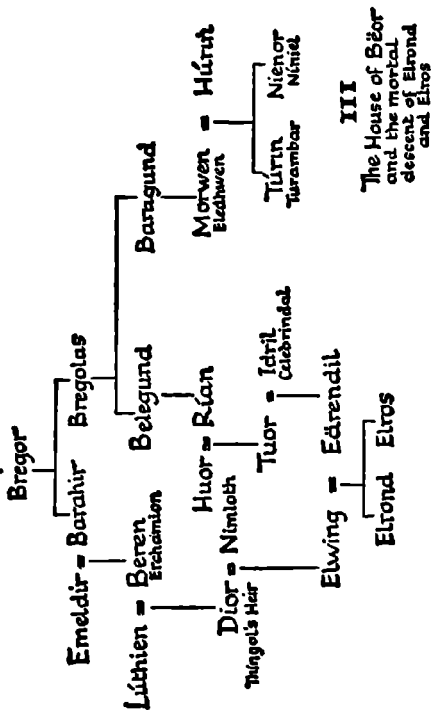 Bregor
Emeldir = Barahir Bregolas
Lúthien = Beren Belegund Baragund
Erchamion
Dior = Nimloth Huor = Rían Morwen = Húrin
Thingol's Heir Eledhwen
Tuor = Idril Túrin Nienor
Celebrindal Turambar Níniel
Elwing = Eärendil
Elrond Elros
III
The House of Bëor
and the mortal
descent of Elrond
and Elros